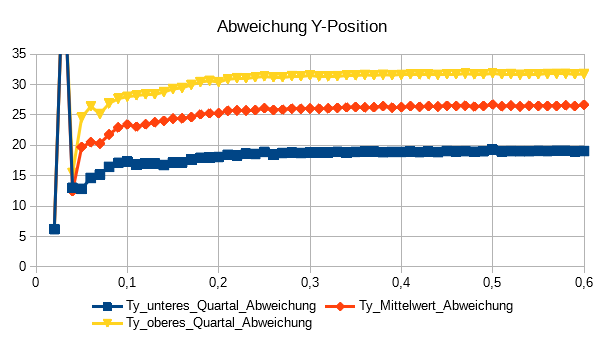 Abweichung Y-Position
35
30
25
20
15
10
5
0
0 0,1 0,2 0,3 0,4 0,5 0,6
Ty_unteres_Quartal_Abweichung Ty_Mittelwert_Abweichung
Ty_oberes_Quartal_Abweichung